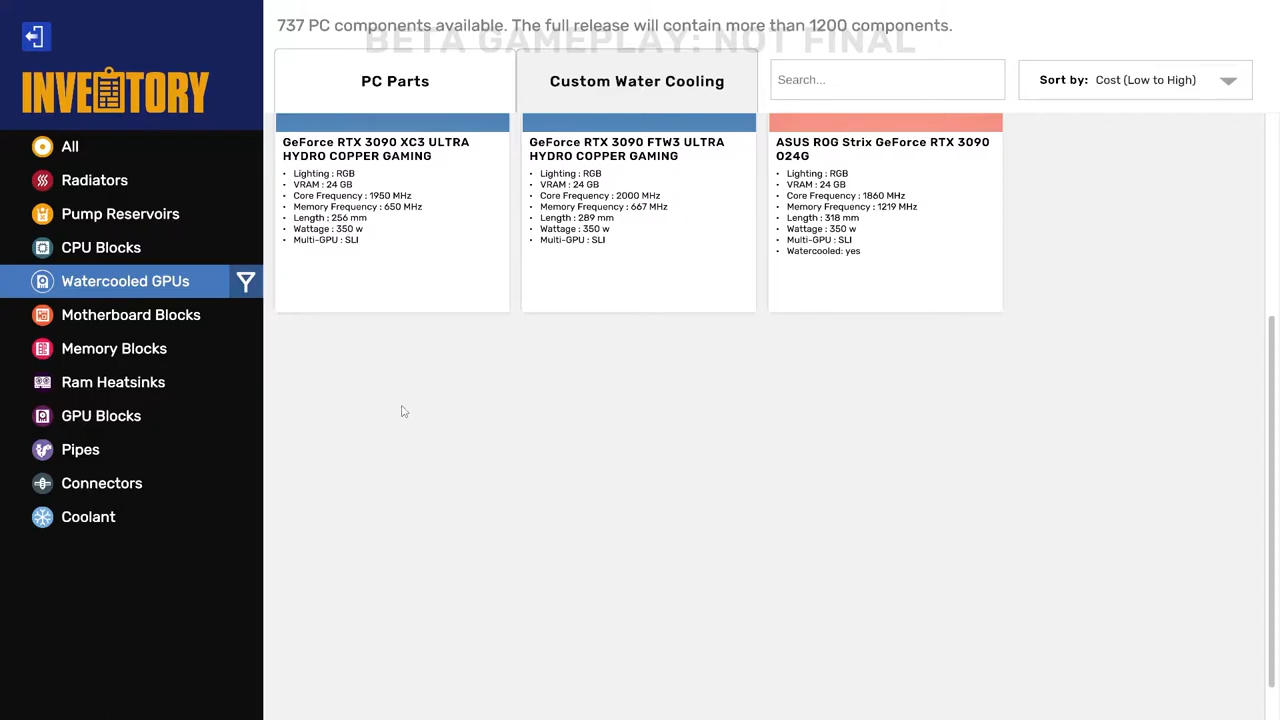 737 PC components available. The full release will contain more than 1200 components.
BETA GAMEPLAY: NOT FINAL
INVENTORY
PC Parts
Custom Water Cooling
Search...
Sort by: Cost (Low to High)
All
Radiators
Pump Reservoirs
CPU Blocks
Watercooled GPUs
Motherboard Blocks
Memory Blocks
Ram Heatsinks
GPU Blocks
Pipes
Connectors
Coolant
GeForce RTX 3090 XC3 ULTRA
HYDRO COPPER GAMING
• Lighting : RGB
• VRAM : 24 GB
• Core Frequency : 1950 MHz
• Memory Frequency : 650 MHz
• Length : 256 mm
• Wattage : 350 w
• Multi-GPU : SLI
GeForce RTX 3090 FTW3 ULTRA
HYDRO COPPER GAMING
• Lighting : RGB
• VRAM : 24 GB
• Core Frequency : 2000 MHz
• Memory Frequency : 667 MHz
• Length : 289 mm
• Wattage : 350 w
• Multi-GPU : SLI
ASUS ROG Strix GeForce RTX 3090
O24G
• Lighting : RGB
• VRAM : 24 GB
• Core Frequency : 1860 MHz
• Memory Frequency : 1219 MHz
• Length : 318 mm
• Wattage : 350 w
• Multi-GPU : SLI
• Watercooled: yes